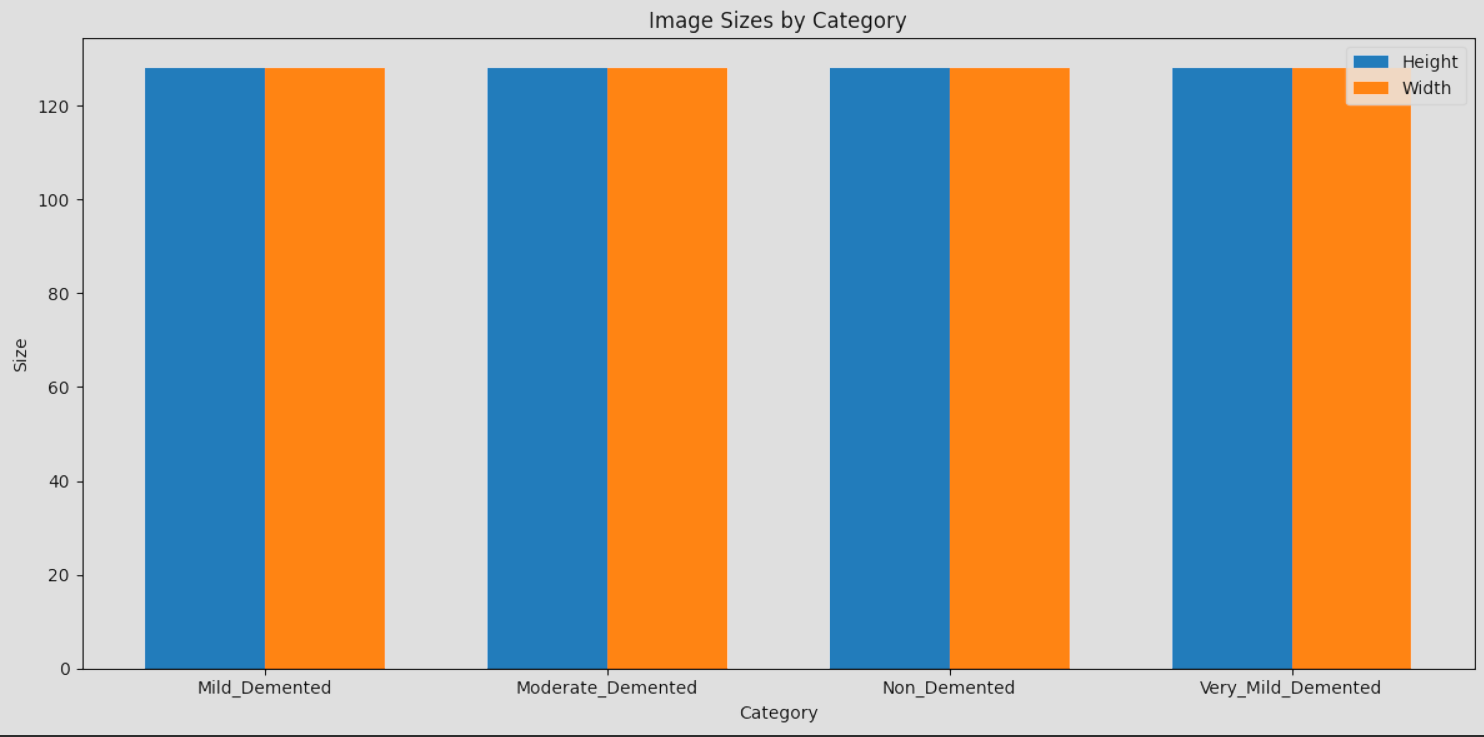 Image Sizes by Category
Height
Width
120
100
80
60
40
20
0
Size
Mild_Demented Moderate_Demented Non_Demented Very_Mild_Demented
Category